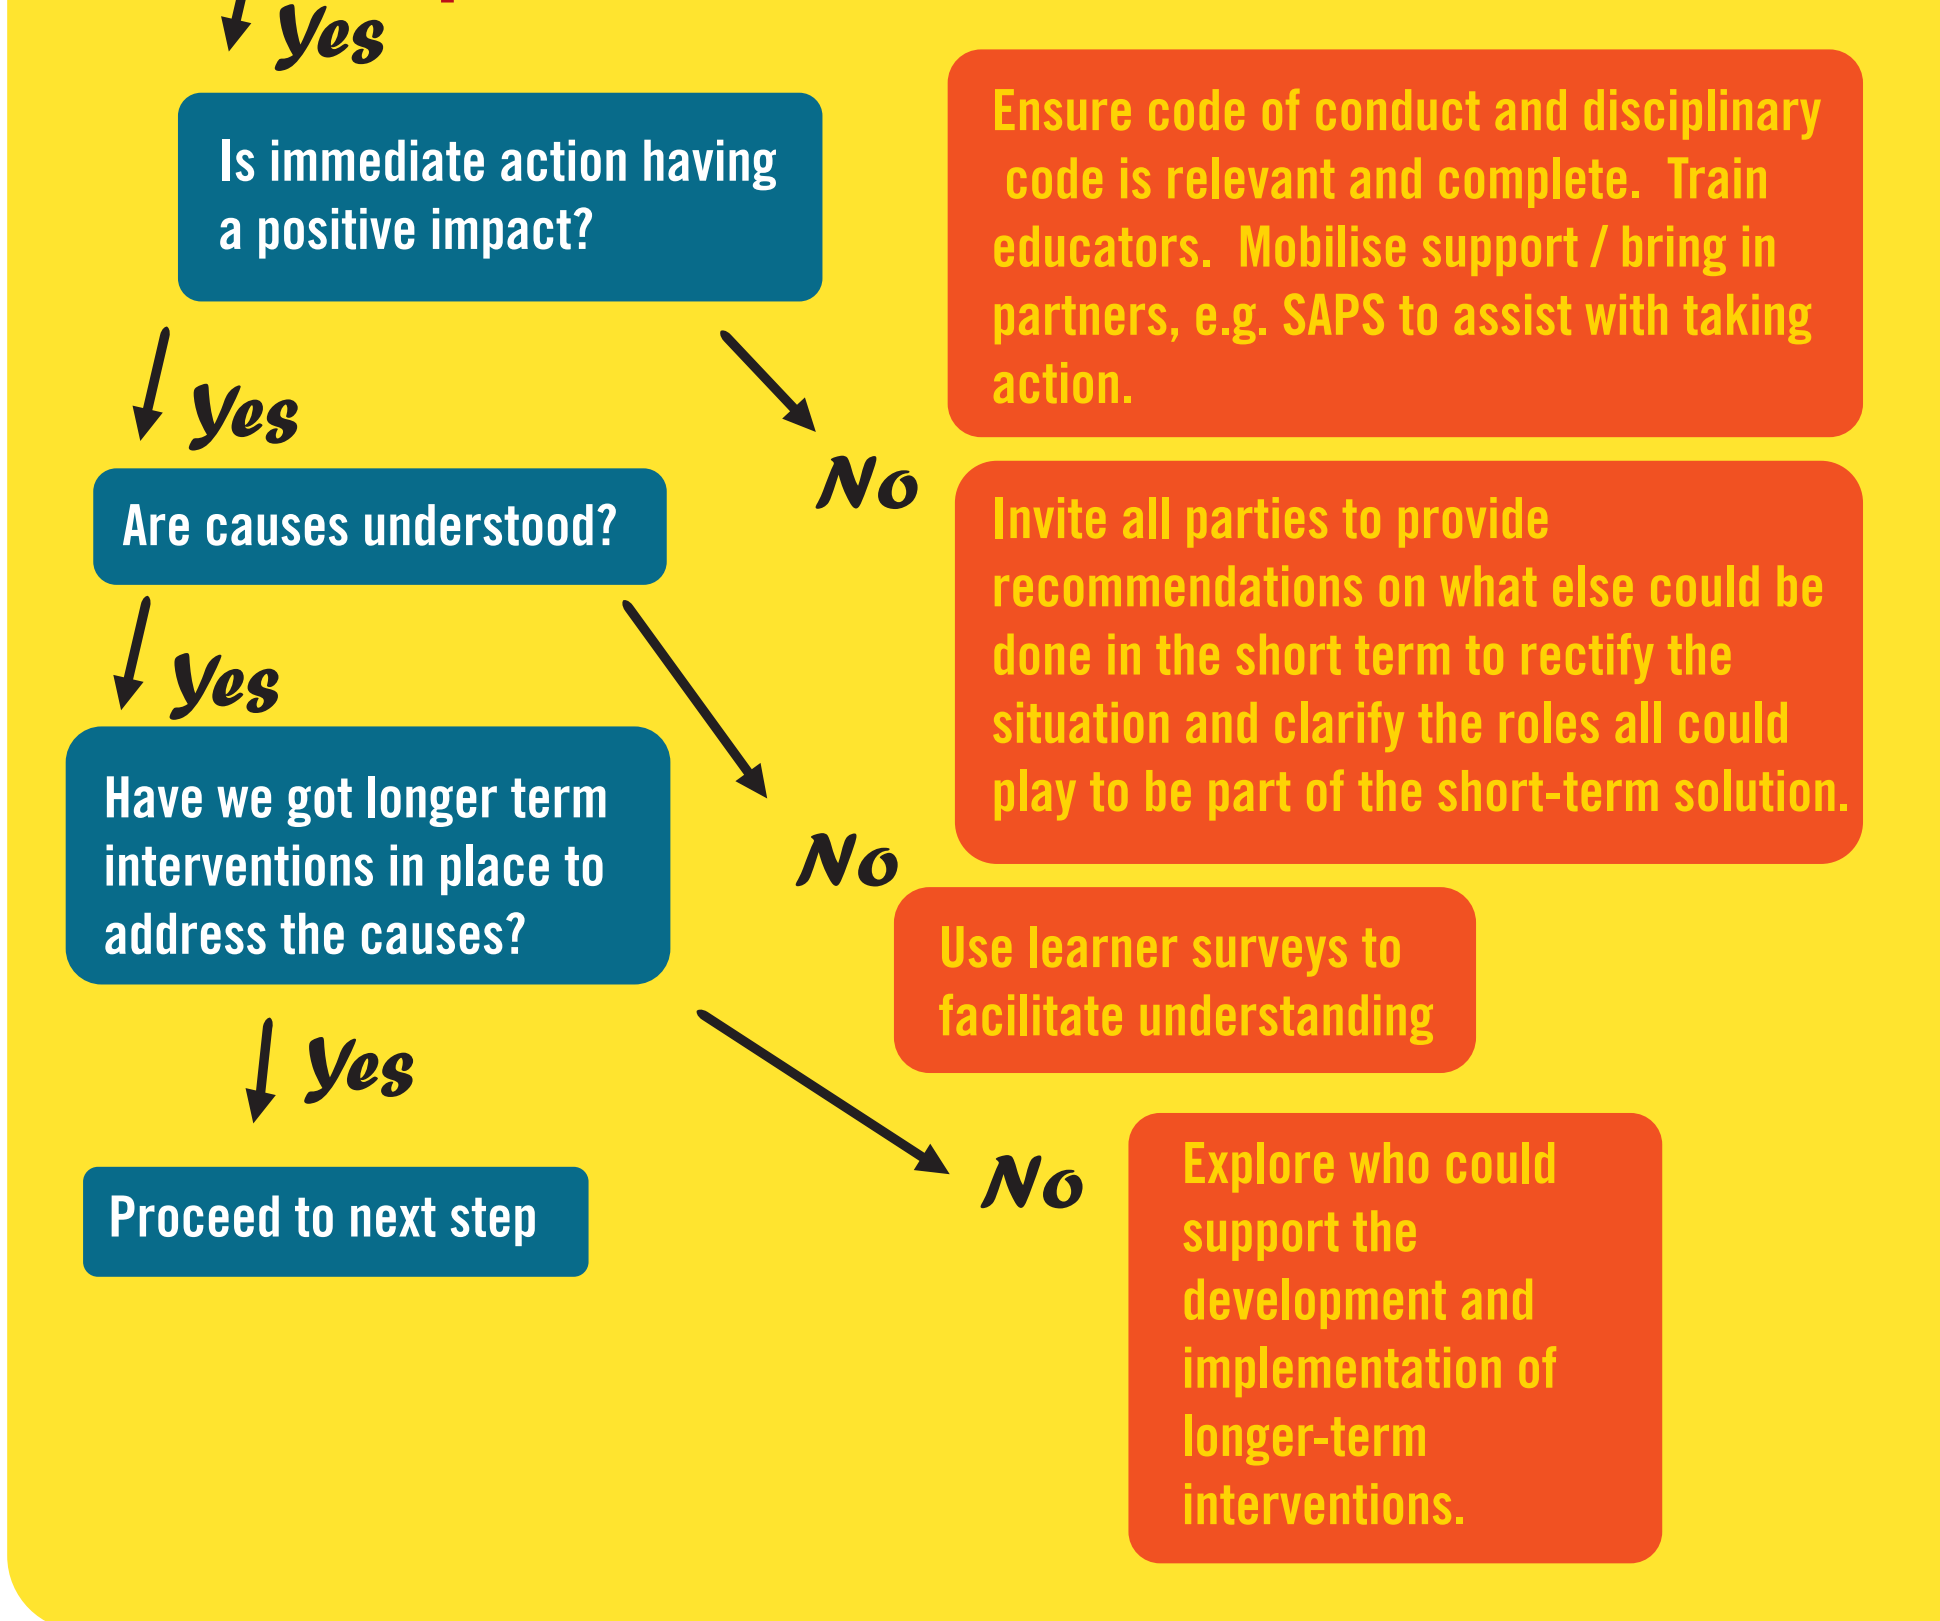 Yes
Is immediate action having
a positive impact?
Ensure code of conduct and disciplinary
code is relevant and complete.  Train
educators.  Mobilise support / bring in
partners, e.g. SAPS to assist with taking
action.
Yes
No
Are causes understood?
Invite all parties to provide
recommendations on what else could be
done in the short term to rectify the
situation and clarify the roles all could
play to be part of the short-term solution.
Yes
No
Have we got longer term
interventions in place to
address the causes?
Use learner surveys to
facilitate understanding
Yes
No
Proceed to next step
Explore who could
support the
development and
implementation of
longer-term
interventions.